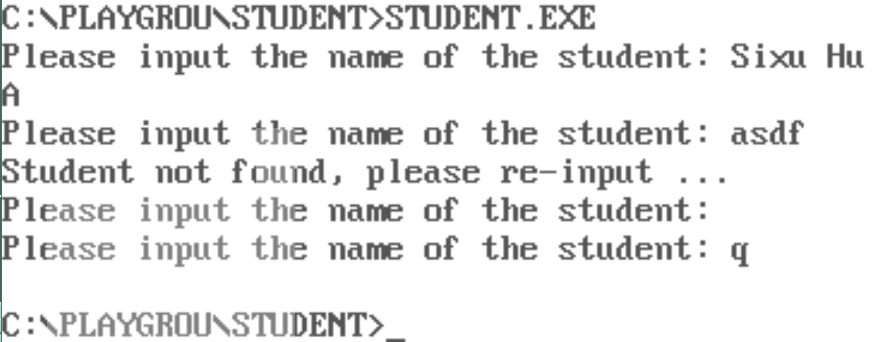 C:\PLAYGROU\STUDENT>STUDENT.EXE
Please input the name of the student: Sixu Hu
A
Please input the name of the student: asdf
Student not found, please re-input ...
Please input the name of the student:
Please input the name of the student: q
C:\PLAYGROU\STUDENT>_